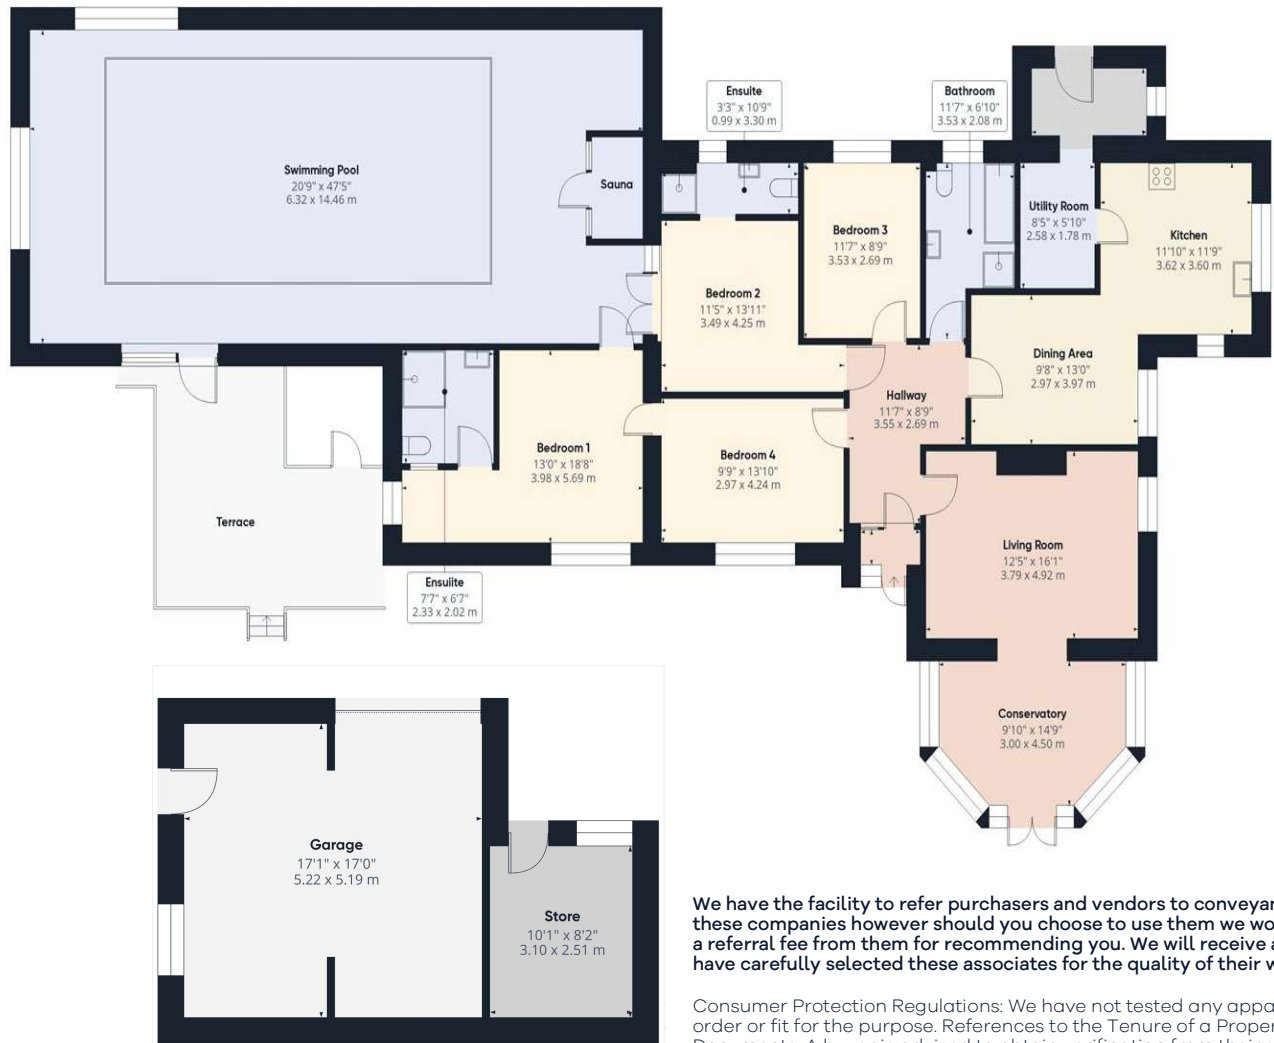 Ensuite
3'3" x 10'9"
0.99 x 3.30 m
Bathroom
11'7" x 6'10"
3.53 x 2.08 m
Swimming Pool
20'9" x 47'5"
6.32 x 14.46 m
Sauna
Bedroom 3
11'7" x 8'9"
3.53 x 2.69 m
Utility Room
8'5" x 5'10"
2.58 x 1.78 m
Kitchen
11'10" x 11'9"
3.62 x 3.60 m
Bedroom 2
11'5" x 13'11"
3.49 x 4.25 m
Dining Area
9'8" x 13'0"
2.97 x 3.97 m
Hallway
11'7" x 8'9"
3.55 x 2.69 m
Bedroom 1
13'0" x 18'8"
3.98 x 5.69 m
Bedroom 4
9'9" x 13'10"
2.97 x 4.24 m
Terrace
Living Room
12'5" x 16'1"
3.79 x 4.92 m
Ensuiite
7'7" x 6'7"
2.33 x 2.02 m
Conservatory
9'10" x 14'9"
3.00 x 4.50 m
Garage
17'1" x 17'0"
5.22 x 5.19 m
Store
10'1" x 8'2"
3.10 x 2.51 m
We have the facility to refer purchasers and vendors to
these companies however should you choose to use them we
a referral fee from them for recommending you. We will receive
have carefully selected these associates for the quality of their
Consumer Protection Regulations: We have not tested any
order or fit for the purpose. References to the Tenure of a